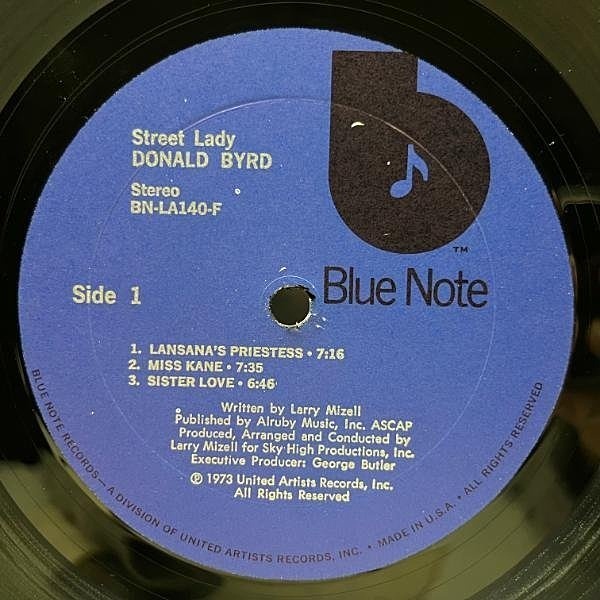 Street Lady
DONALD BYRD
Stereo
BN-LA140-F
TM
Blue Note
Side 1
1. LANSANA'S PRIESTESS • 7:16
2. MISS KANE • 7:35
3. SISTER LOVE • 6:46
Written by Larry Mizell
Published by Alruby Music, Inc. ASCAP
Produced, Arranged and Conducted by
Larry Mizell for Sky High Productions, Inc.
Executive Producer: George Butler
℗ 1973 United Artists Records, Inc.
All Rights Reserved
BLUE NOTE RECORDS—A DIVISION OF UNITED ARTISTS RECORDS, INC. • MADE IN U.S.A. • ALL RIGHTS RESERVED